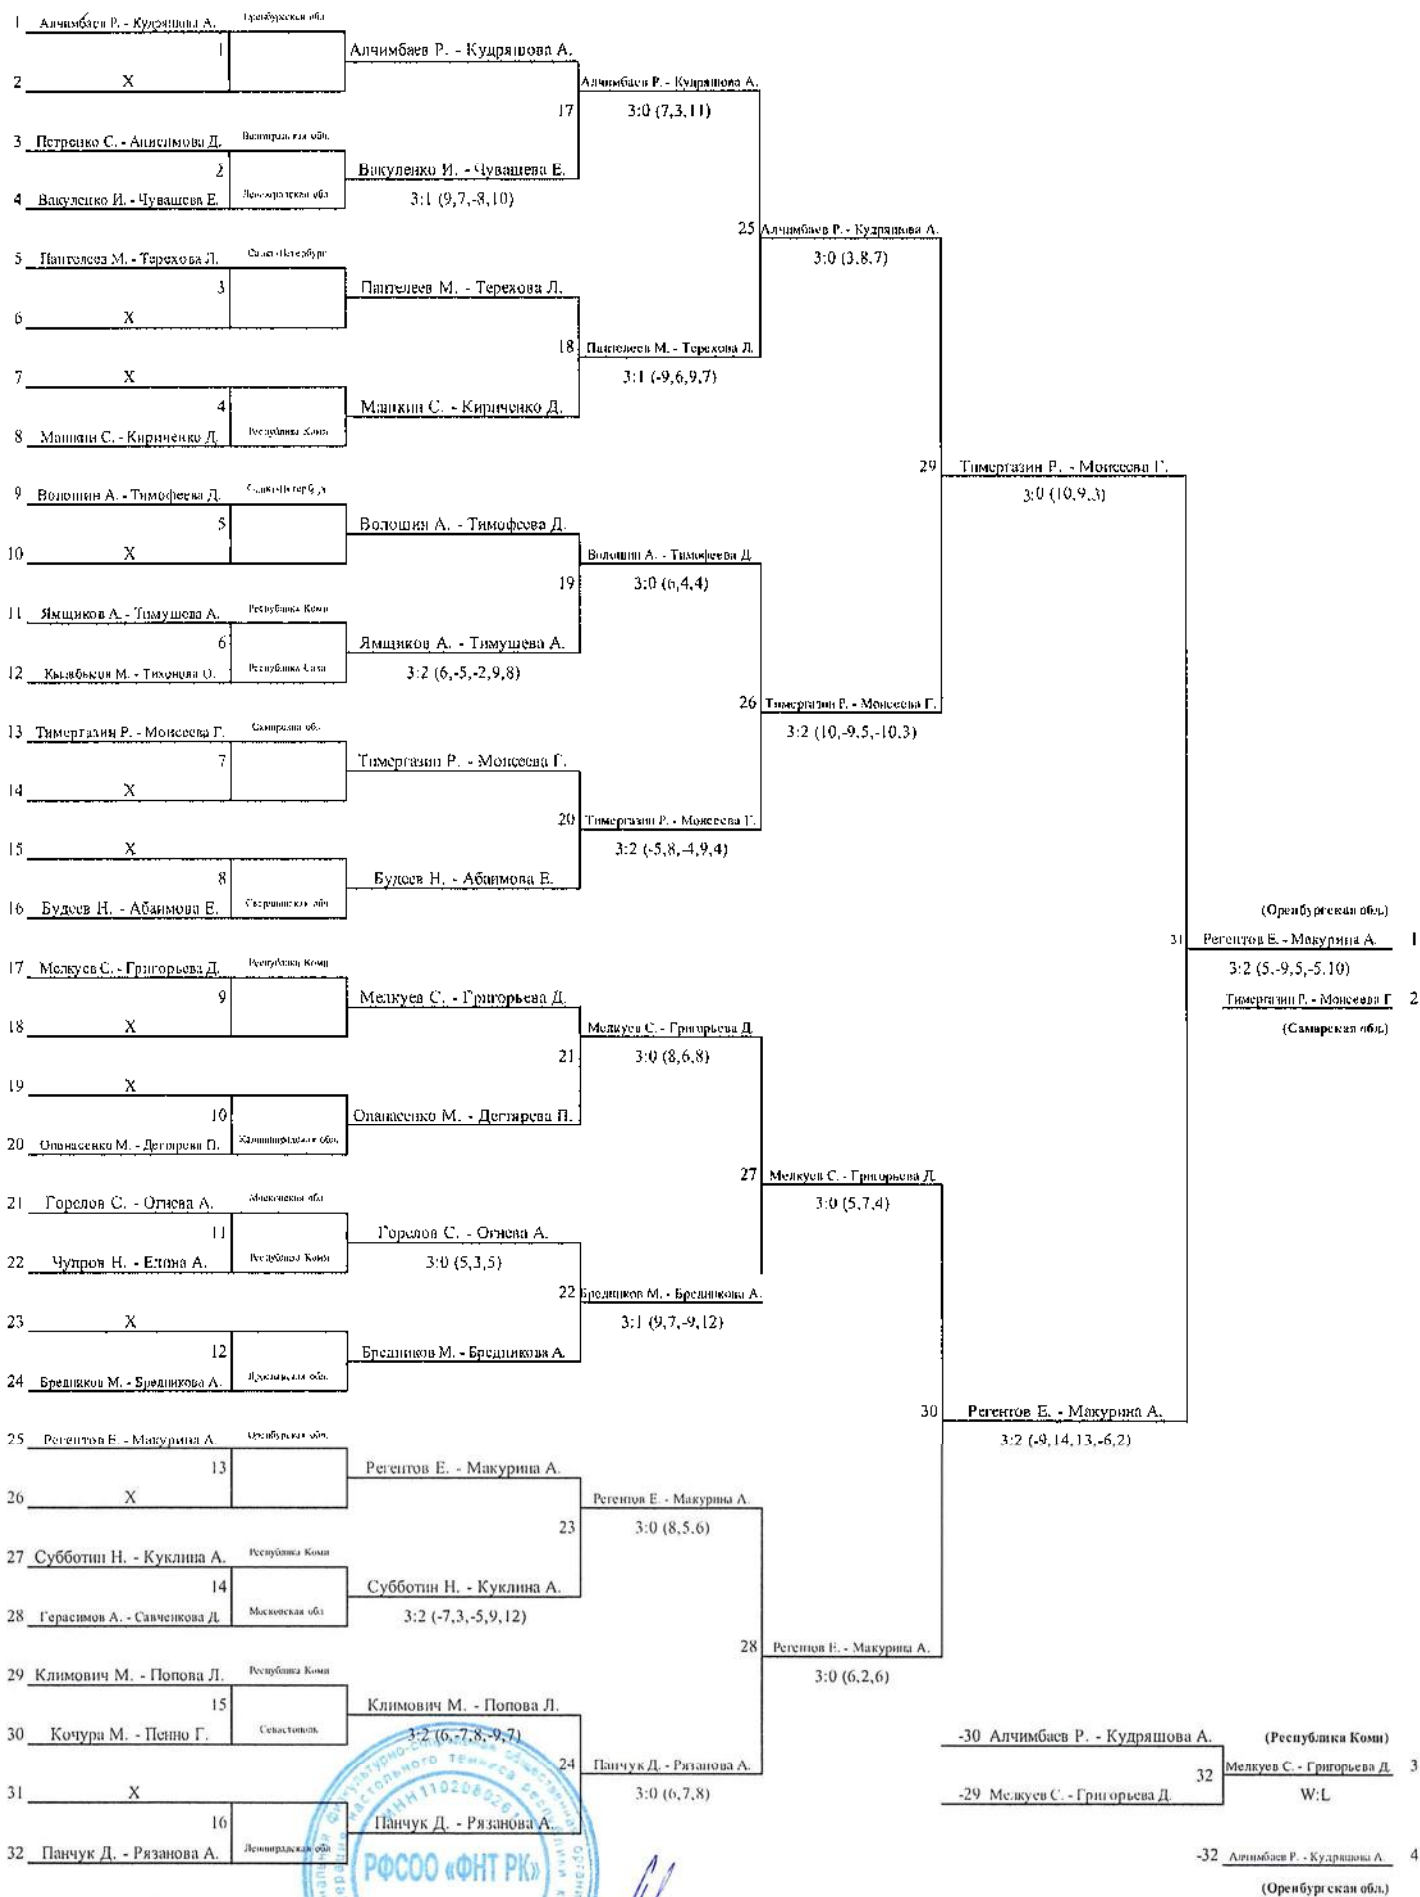 1 Алчимбаев Р. - Кудряшова А. Оренбургская обл
1 Алчимбаев Р. - Кудряшова А.
2 X
Алчимбаев Р. - Кудряшова А.
17 3:0 (7,3,11)
3 Петренко С. - Анисимова Д.
2 Вакуленко И. - Чувашева Е.
4 Вакуленко И. - Чувашева Е. Ленинградская обл
3:1 (9,7,-8,10)
25 Алчимбаев Р. - Кудряшова А.
3:0 (3,8,7)
5 Пантелеев М. - Терехова Л. Санкт-Петербург
3 Пантелеев М. - Терехова Л.
6 X
18 Пантелеев М. - Терехова Л.
3:1 (-9,6,9,7)
7 X
4 Машкин С. - Кириченко Д.
8 Машкин С. - Кириченко Д. Республика Коми
29 Тимергазин Р. - Моисеева Г.
3:0 (10,9,3)
9 Волошин А. - Тимофеева Д. Санкт-Петербург
5 Волошин А. - Тимофеева Д.
10 X
Волошин А. - Тимофеева Д.
19 3:0 (6,4,4)
11 Ямщиков А. - Тимушева А. Республика Коми
6 Ямщиков А. - Тимушева А.
12 М. - Тихонова О. Республика Саха
3:2 (6,-5,-2,9,8)
26 Тимергазин Р. - Моисеева Г.
3:2 (10,-9,5,-10,3)
13 Тимергазин Р. - Моисеева Г. Самарская обл.
7 Тимергазин Р. - Моисеева Г.
14 X
20 Тимергазин Р. - Моисеева Г.
3:2 (-5,8,-4,9,4)
15 X
8 Будеев Н. - Абаимова Е.
16 Будеев Н. - Абаимова Е. Свердловская обл
(Оренбургская обл.)
31 Регентов Е. - Макурина А. 1
3:2 (5,-9,5,-5,10)
Тимергазин Р. - Моисеева Г 2
(Самарская обл.)
17 Мелкуев С. - Григорьева Д. Республика Коми
9 Мелкуев С. - Григорьева Д.
18 X
Мелкуев С. - Григорьева Д.
21 3:0 (8,6,8)
19 X
10 Опанасенко М. - Дегтярева П.
20 Опанасенко М. - Дегтярева П. Калининградская обл.
27 Мелкуев С. - Григорьева Д.
3:0 (5,7,4)
21 Горелов С. - Огнева А. Московская обл
11 Горелов С. - Огнева А.
22 Чупров Н. - А. Республика Коми
3:0 (5,3,5)
22 Бредников М. - Бредникова А.
3:1 (9,7,-9,12)
23 X
12 Бредников М. - Бредникова А.
24 Бредников М. - Бредникова А. Ярославская обл.
30 Регентов Е. - Макурина А.
3:2 (-9,14,13,-6,2)
25 Регентов Е. - Макурина А. Оренбургская обл.
13 Регентов Е. - Макурина А.
26 X
Регентов Е. - Макурина А.
23 3:0 (8,5,6)
27 Субботин Н. - Куклина А. Республика Коми
14 Субботин Н. - Куклина А.
28 Герасимов А. - Савченкова Д. Московская обл
3:2 (-7,3,-5,9,12)
28 Регентов Е. - Макурина А.
3:0 (6,2,6)
29 Климович М. - Попова Л. Республика Коми
15 Климович М. - Попова Л.
30 Кочура М. - Пенно Г. Севастополь
3:2 (6,-7,8,-9,7)
24 Панчук Д. - Рязанова А.
3:0 (6,7,8)
31 X
16 Панчук Д. - Рязанова А.
32 Панчук Д. - Рязанова А. Ленинградская обл
РФСОО «ФНТ РК»
-30 Алчимбаев Р. - Кудряшова А. (Республика Коми)
32 Мелкуев С. - Григорьева Д. 3
-29 Мелкуев С. - Григорьева Д. W:L
-32 Алчимбаев Р. - Кудряшова А. 4
(Оренбургская обл.)